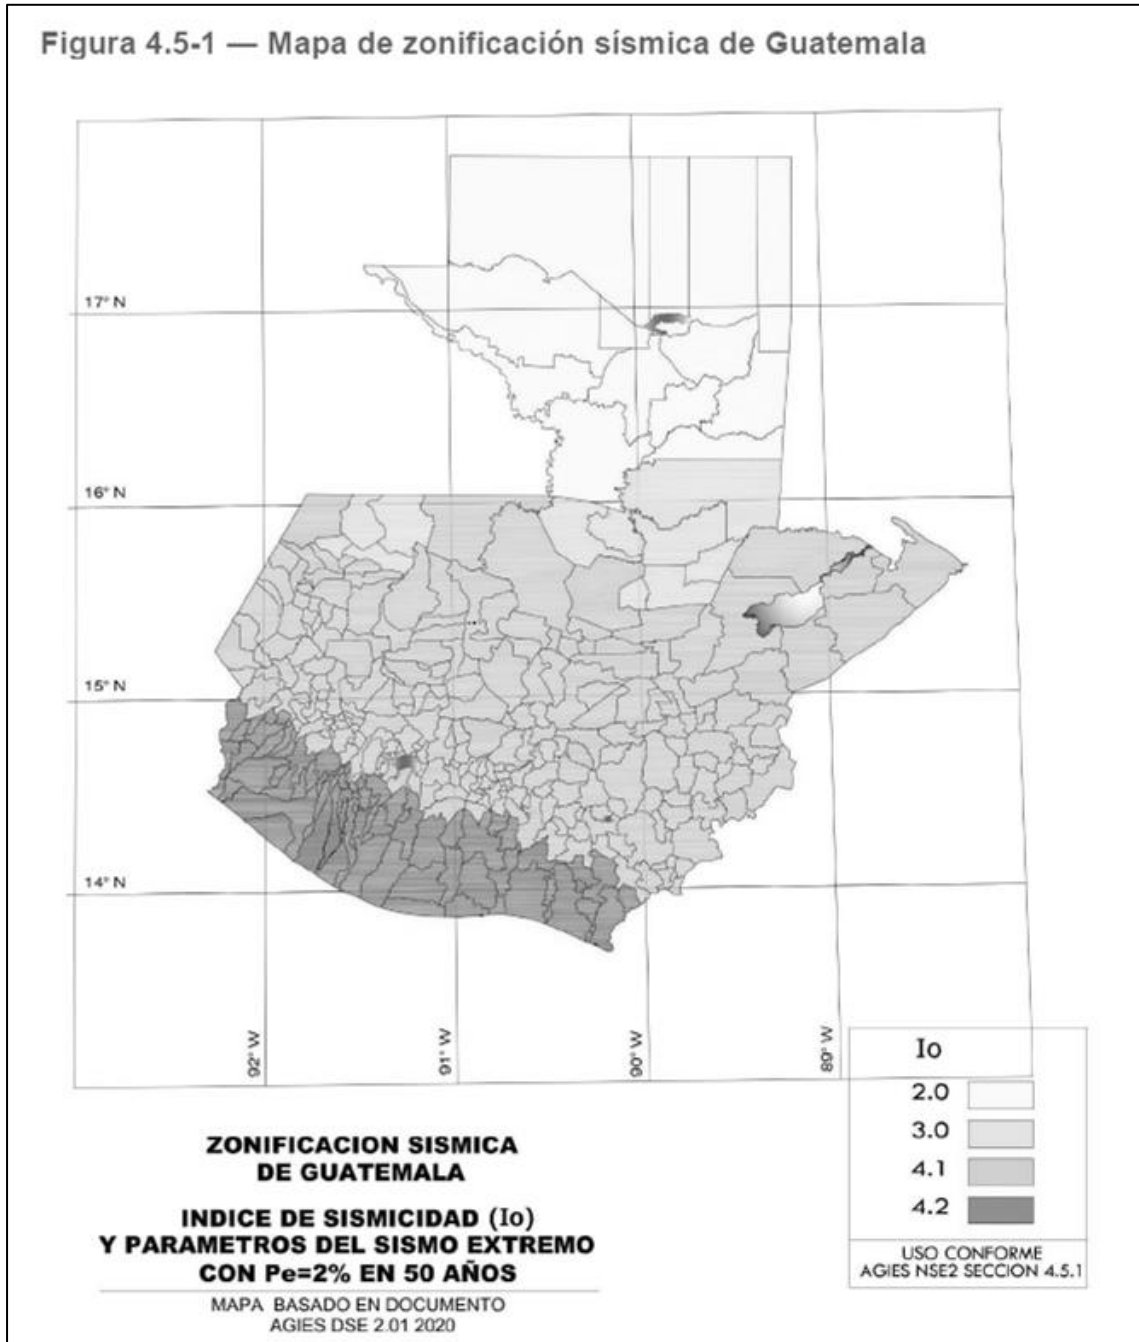 Figura 4.5-1 — Mapa de zonificación sísmica de Guatemala
17° N
16° N
15° N
14° N
92° W
91° W
90° W
89° W
Io
2.0
3.0
4.1
4.2
USO CONFORME
AGIES NSE2 SECCION 4.5.1
ZONIFICACION SISMICA
DE GUATEMALA
INDICE DE SISMICIDAD (Io)
Y PARAMETROS DEL SISMO EXTREMO
CON Pe=2% EN 50 AÑOS
MAPA BASADO EN DOCUMENTO
AGIES DSE 2.01 2020